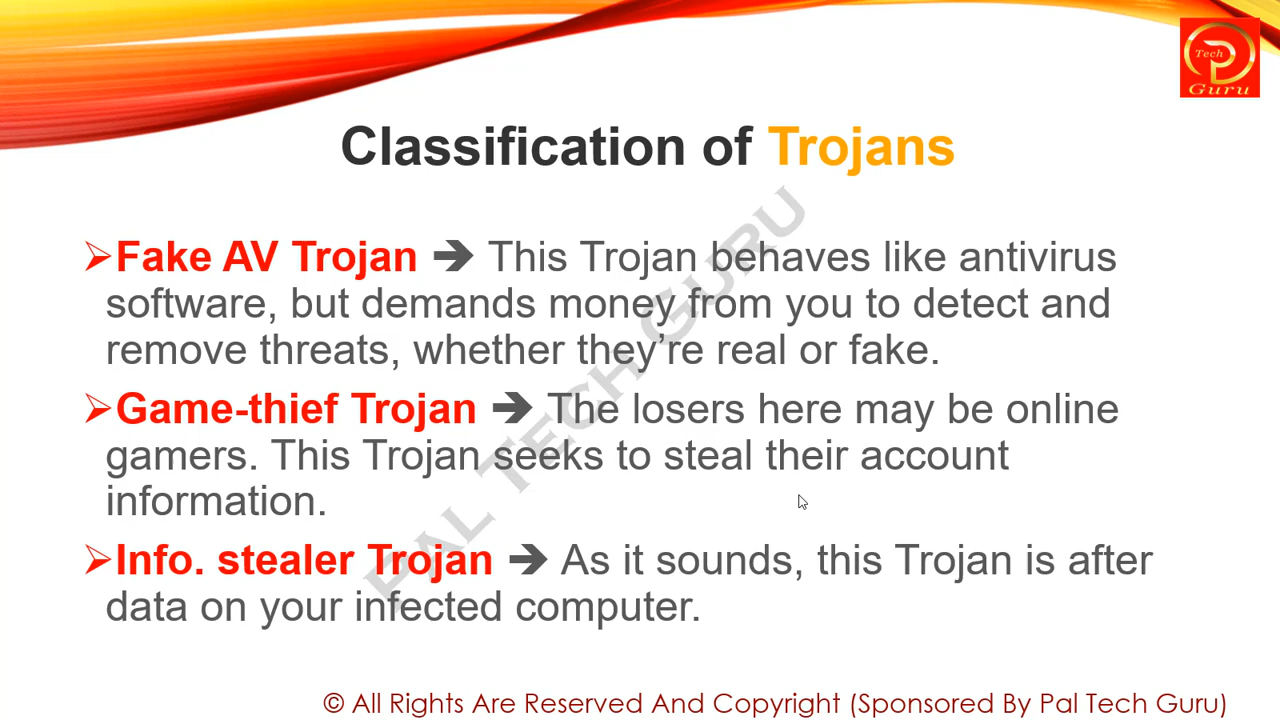 Tech
Guru
Classification of Trojans
➢Fake AV Trojan ➔ This Trojan behaves like antivirus
software, but demands money from you to detect and
remove threats, whether they’re real or fake.
➢Game-thief Trojan ➔ The losers here may be online
gamers. This Trojan seeks to steal their account
information.
➢Info. stealer Trojan ➔ As it sounds, this Trojan is after
data on your infected computer.
PAL TECH GURU
© All Rights Are Reserved And Copyright (Sponsored By Pal Tech Guru)